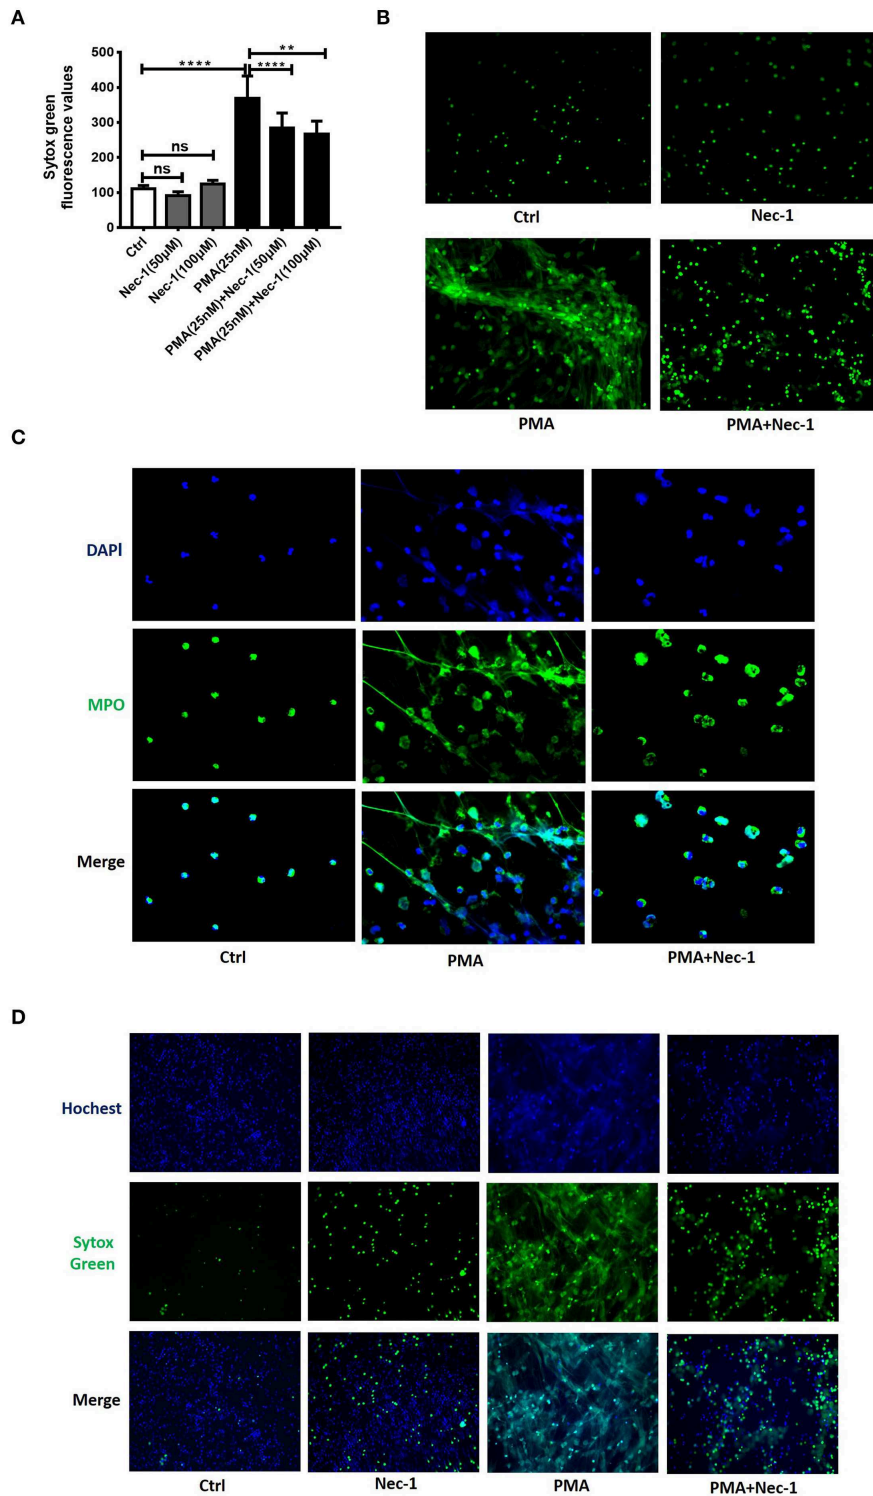 A
B
500
400
300
200
100
0
Sytox green
fluorescence values
ns
ns
****
****
**
Ctrl
Nec-1(50μM)
Nec-1(100μM)
PMA(25nM)
PMA(25nM)+Nec-1(50μM)
PMA(25nM)+Nec-1(100μM)
Ctrl
Nec-1
PMA
PMA+Nec-1
C
DAPI
MPO
Merge
Ctrl
PMA
PMA+Nec-1
D
Hochest
Sytox
Green
Merge
Ctrl
Nec-1
PMA
PMA+Nec-1